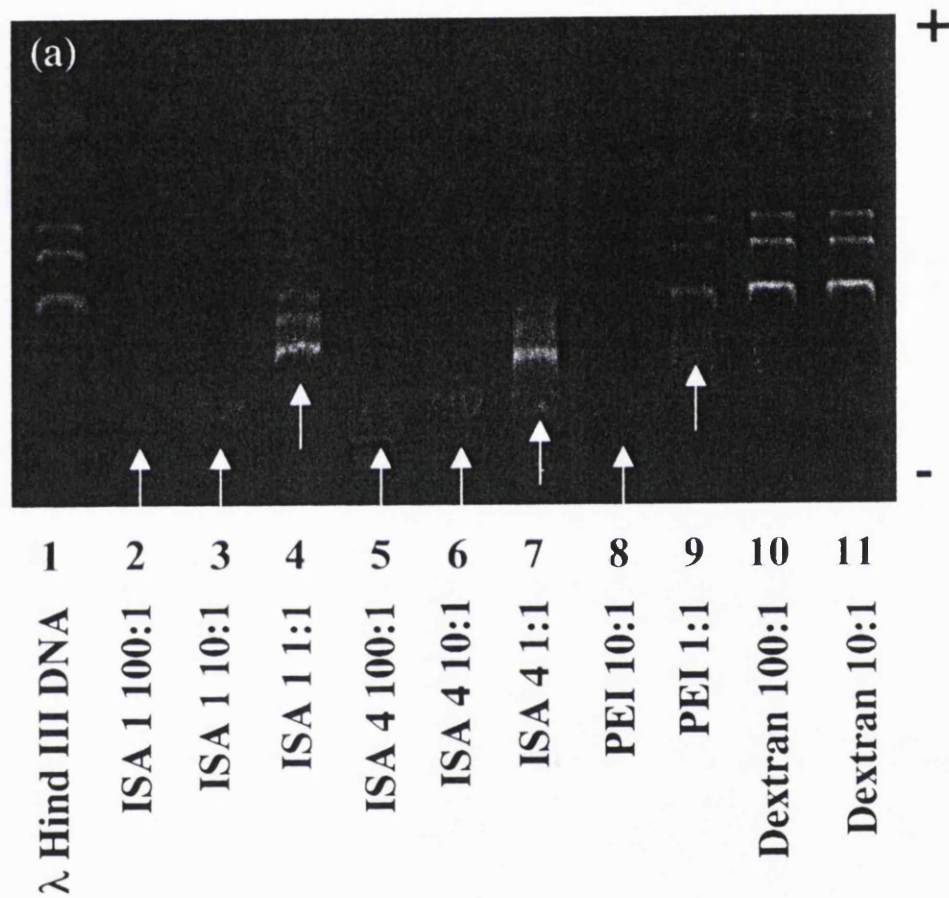 (a)
+
-
1 2 3 4 5 6 7 8 9 10 11
λ Hind III DNA
ISA 1 100:1
ISA 1 10:1
ISA 1 1:1
ISA 4 100:1
ISA 4 10:1
ISA 4 1:1
PEI 10:1
PEI 1:1
Dextran 100:1
Dextran 10:1